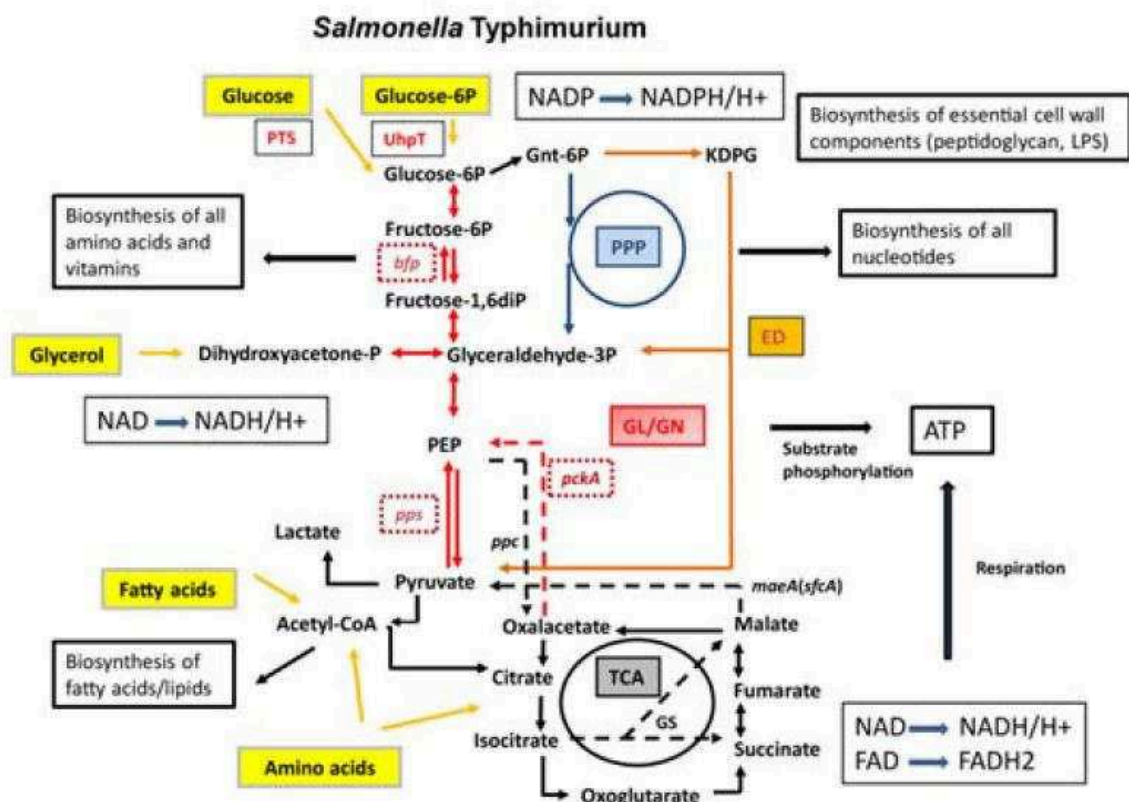 Salmonella Typhimurium
Glucose
Glucose-6P
NADP NADPH/H+
Biosynthesis of essential cell wall
components (peptidoglycan, LPS)
PTS
UhpT
Gnt-6P
KDPG
Glucose-6P
Biosynthesis of all
amino acids and
vitamins
Fructose-6P
bfp
PPP
Biosynthesis of all
nucleotides
Fructose-1,6diP
ED
Glycerol
Dihydroxyacetone-P
Glyceraldehyde-3P
NAD NADH/H+
GL/GN
ATP
PEP
Substrate
phosphorylation
pckA
pps
Lactate
ppc
Respiration
Fatty acids
Pyruvate
maeA(sfcA)
Acetyl-CoA
Oxalacetate
Malate
Biosynthesis of
fatty acids/lipids
Citrate
TCA
Fumarate
GS
NAD NADH/H+
FAD FADH2
Isocitrate
Succinate
Amino acids
Oxoglutarate